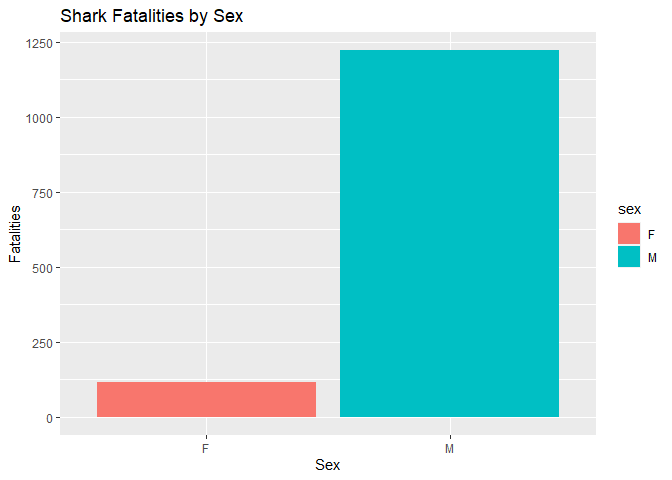 Shark Fatalities by Sex
1250
1000
750
500
250
0
Fatalities
F
M
Sex
sex
F
M